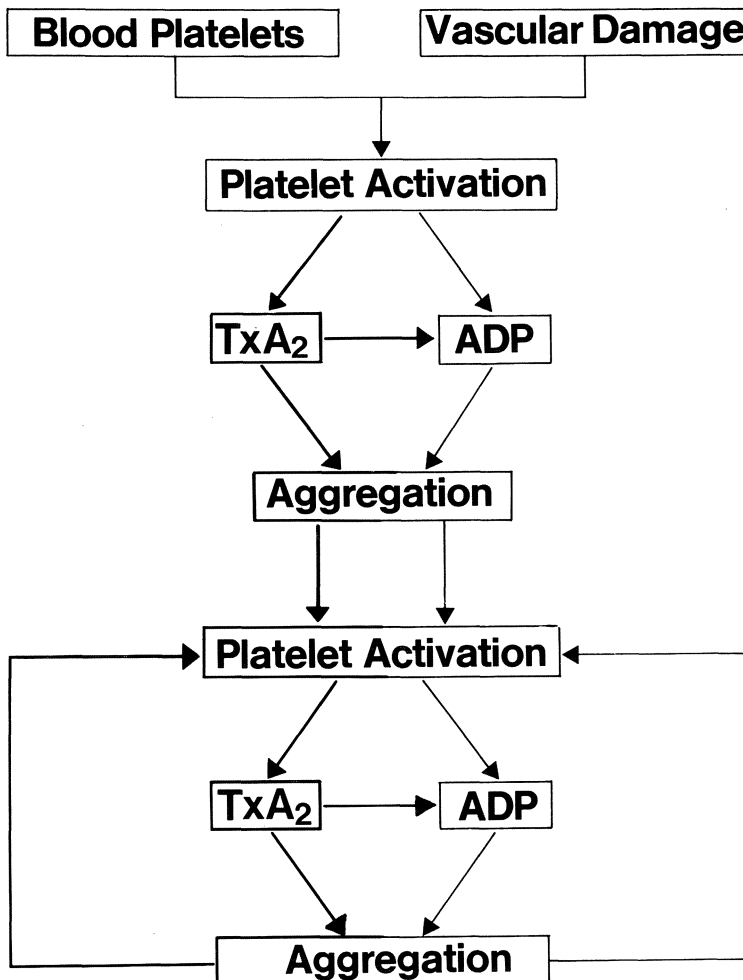 Blood Platelets
Vascular Damage
Platelet Activation
TxA₂
ADP
Aggregation
Platelet Activation
TxA₂
ADP
Aggregation